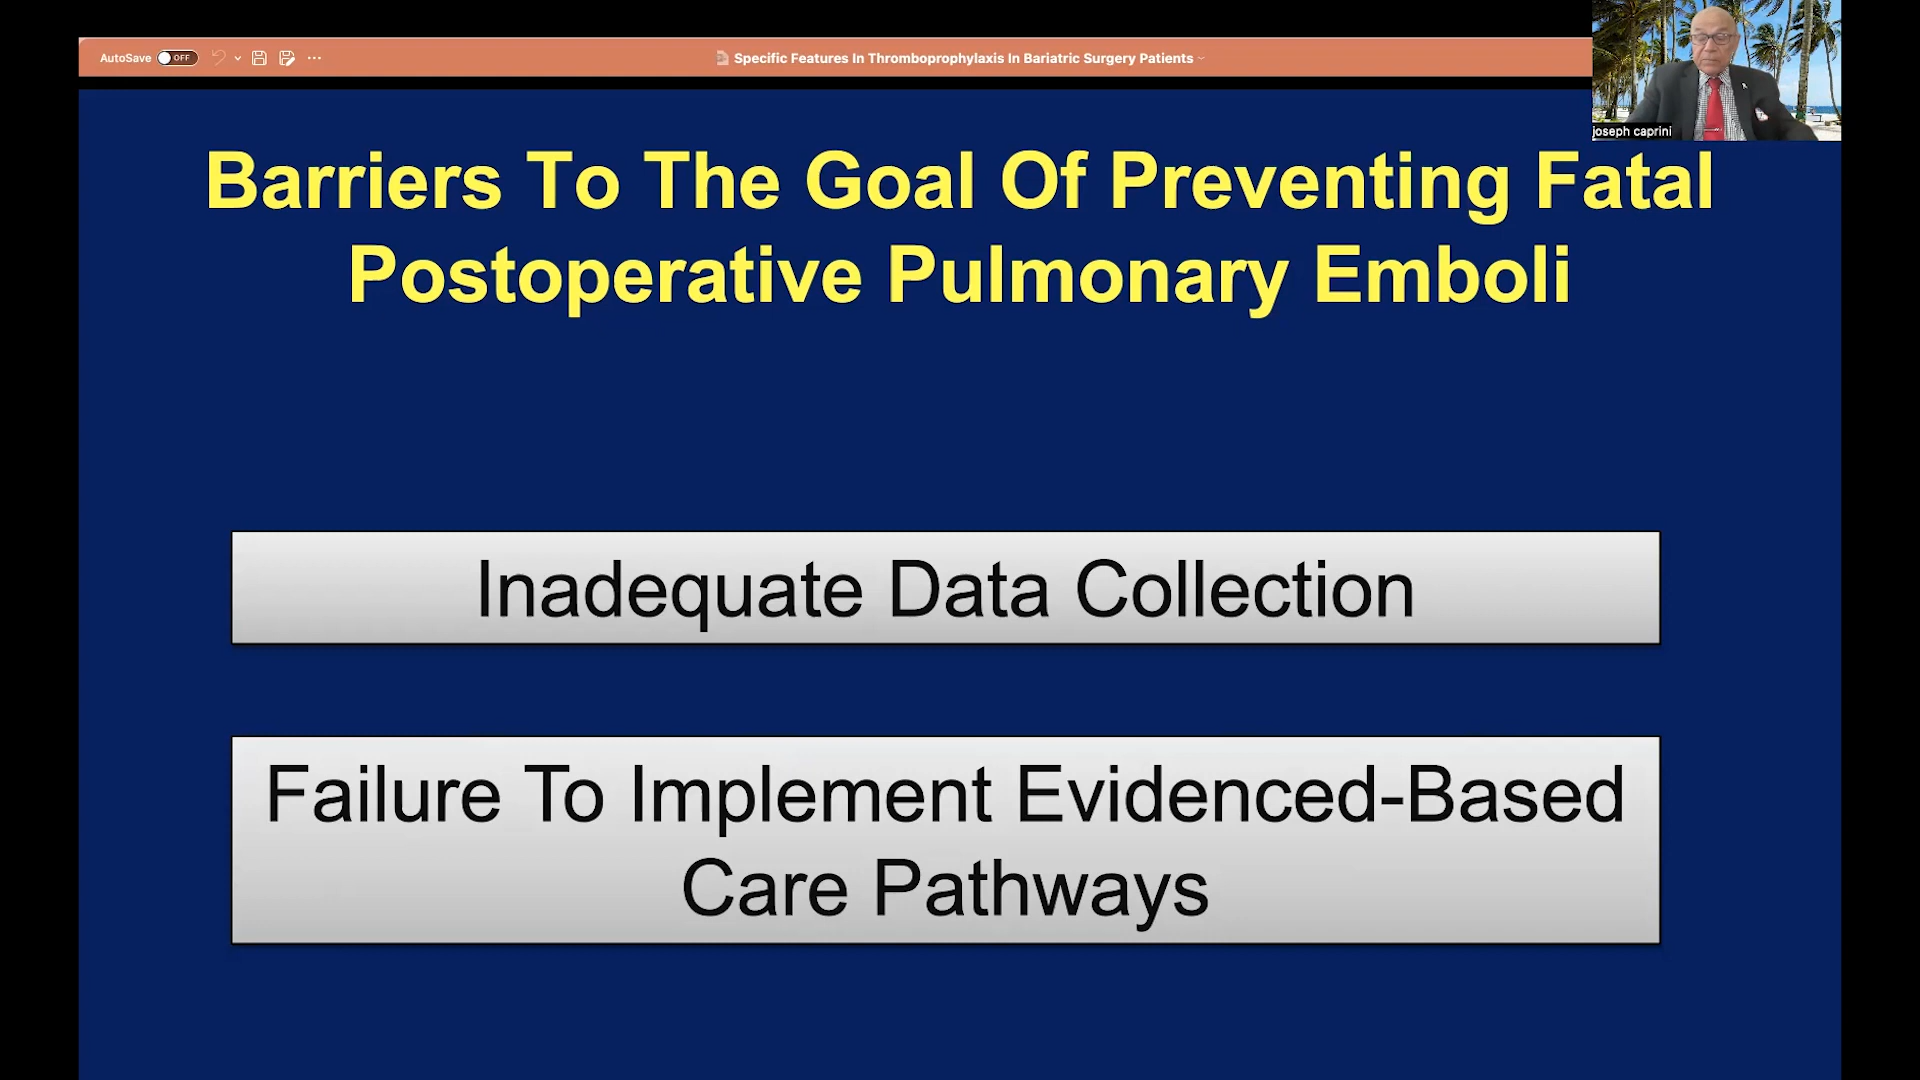 AutoSave OFF
Specific Features In Thromboprophylaxis In Bariatric Surgery Patients
joseph caprini
Barriers To The Goal Of Preventing Fatal
Postoperative Pulmonary Emboli
Inadequate Data Collection
Failure To Implement Evidenced-Based
Care Pathways